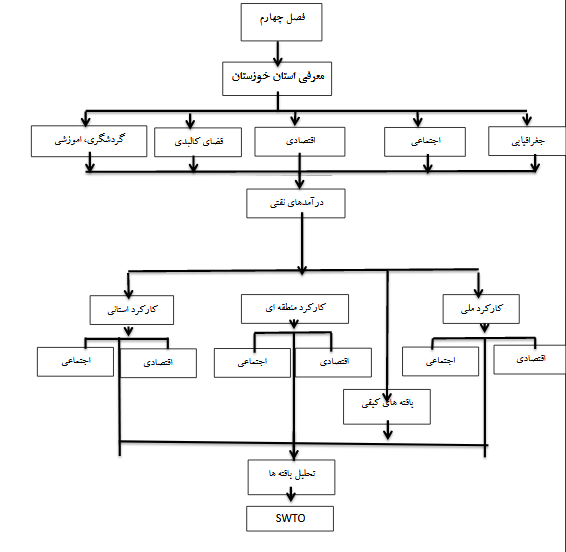 فصل چهارم
معرفی استان خوزستان
جغرافیایی
اجتماعی
اقتصادی
فضای کالبدی
گردشگری، اموزشی
درآمدهای نفتی
کارکرد ملی
کارکرد منطقه ای
کارکرد استانی
اقتصادی
اجتماعی
اقتصادی
اجتماعی
اقتصادی
اجتماعی
یافته های کیفی
تحلیل یافته ها
SWTO